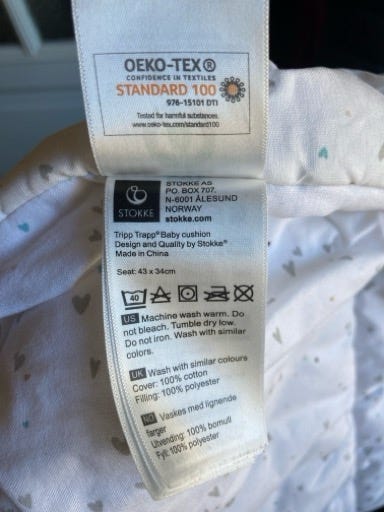 OEKO-TEX®
CONFIDENCE IN TEXTILES
STANDARD 100
976-15101 DTI
Tested for harmful substances.
www.oeko-tex.com/standard100
STOKKE
STOKKE AS
P.O. BOX 707,
N-6001 ÅLESUND
NORWAY
stokke.com
Tripp Trapp® Baby cushion
Design and Quality by Stokke®
Made in China
Seat: 43 x 34cm
40
US Machine wash warm. Do
not bleach. Tumble dry low.
Do not iron. Wash with similar
colors.
UK Wash with similar colours
Cover: 100% cotton
Filling: 100% polyester
NO Vaskes med lignende
farger
Utvending: 100% bomull
Fyll: 100% polyester